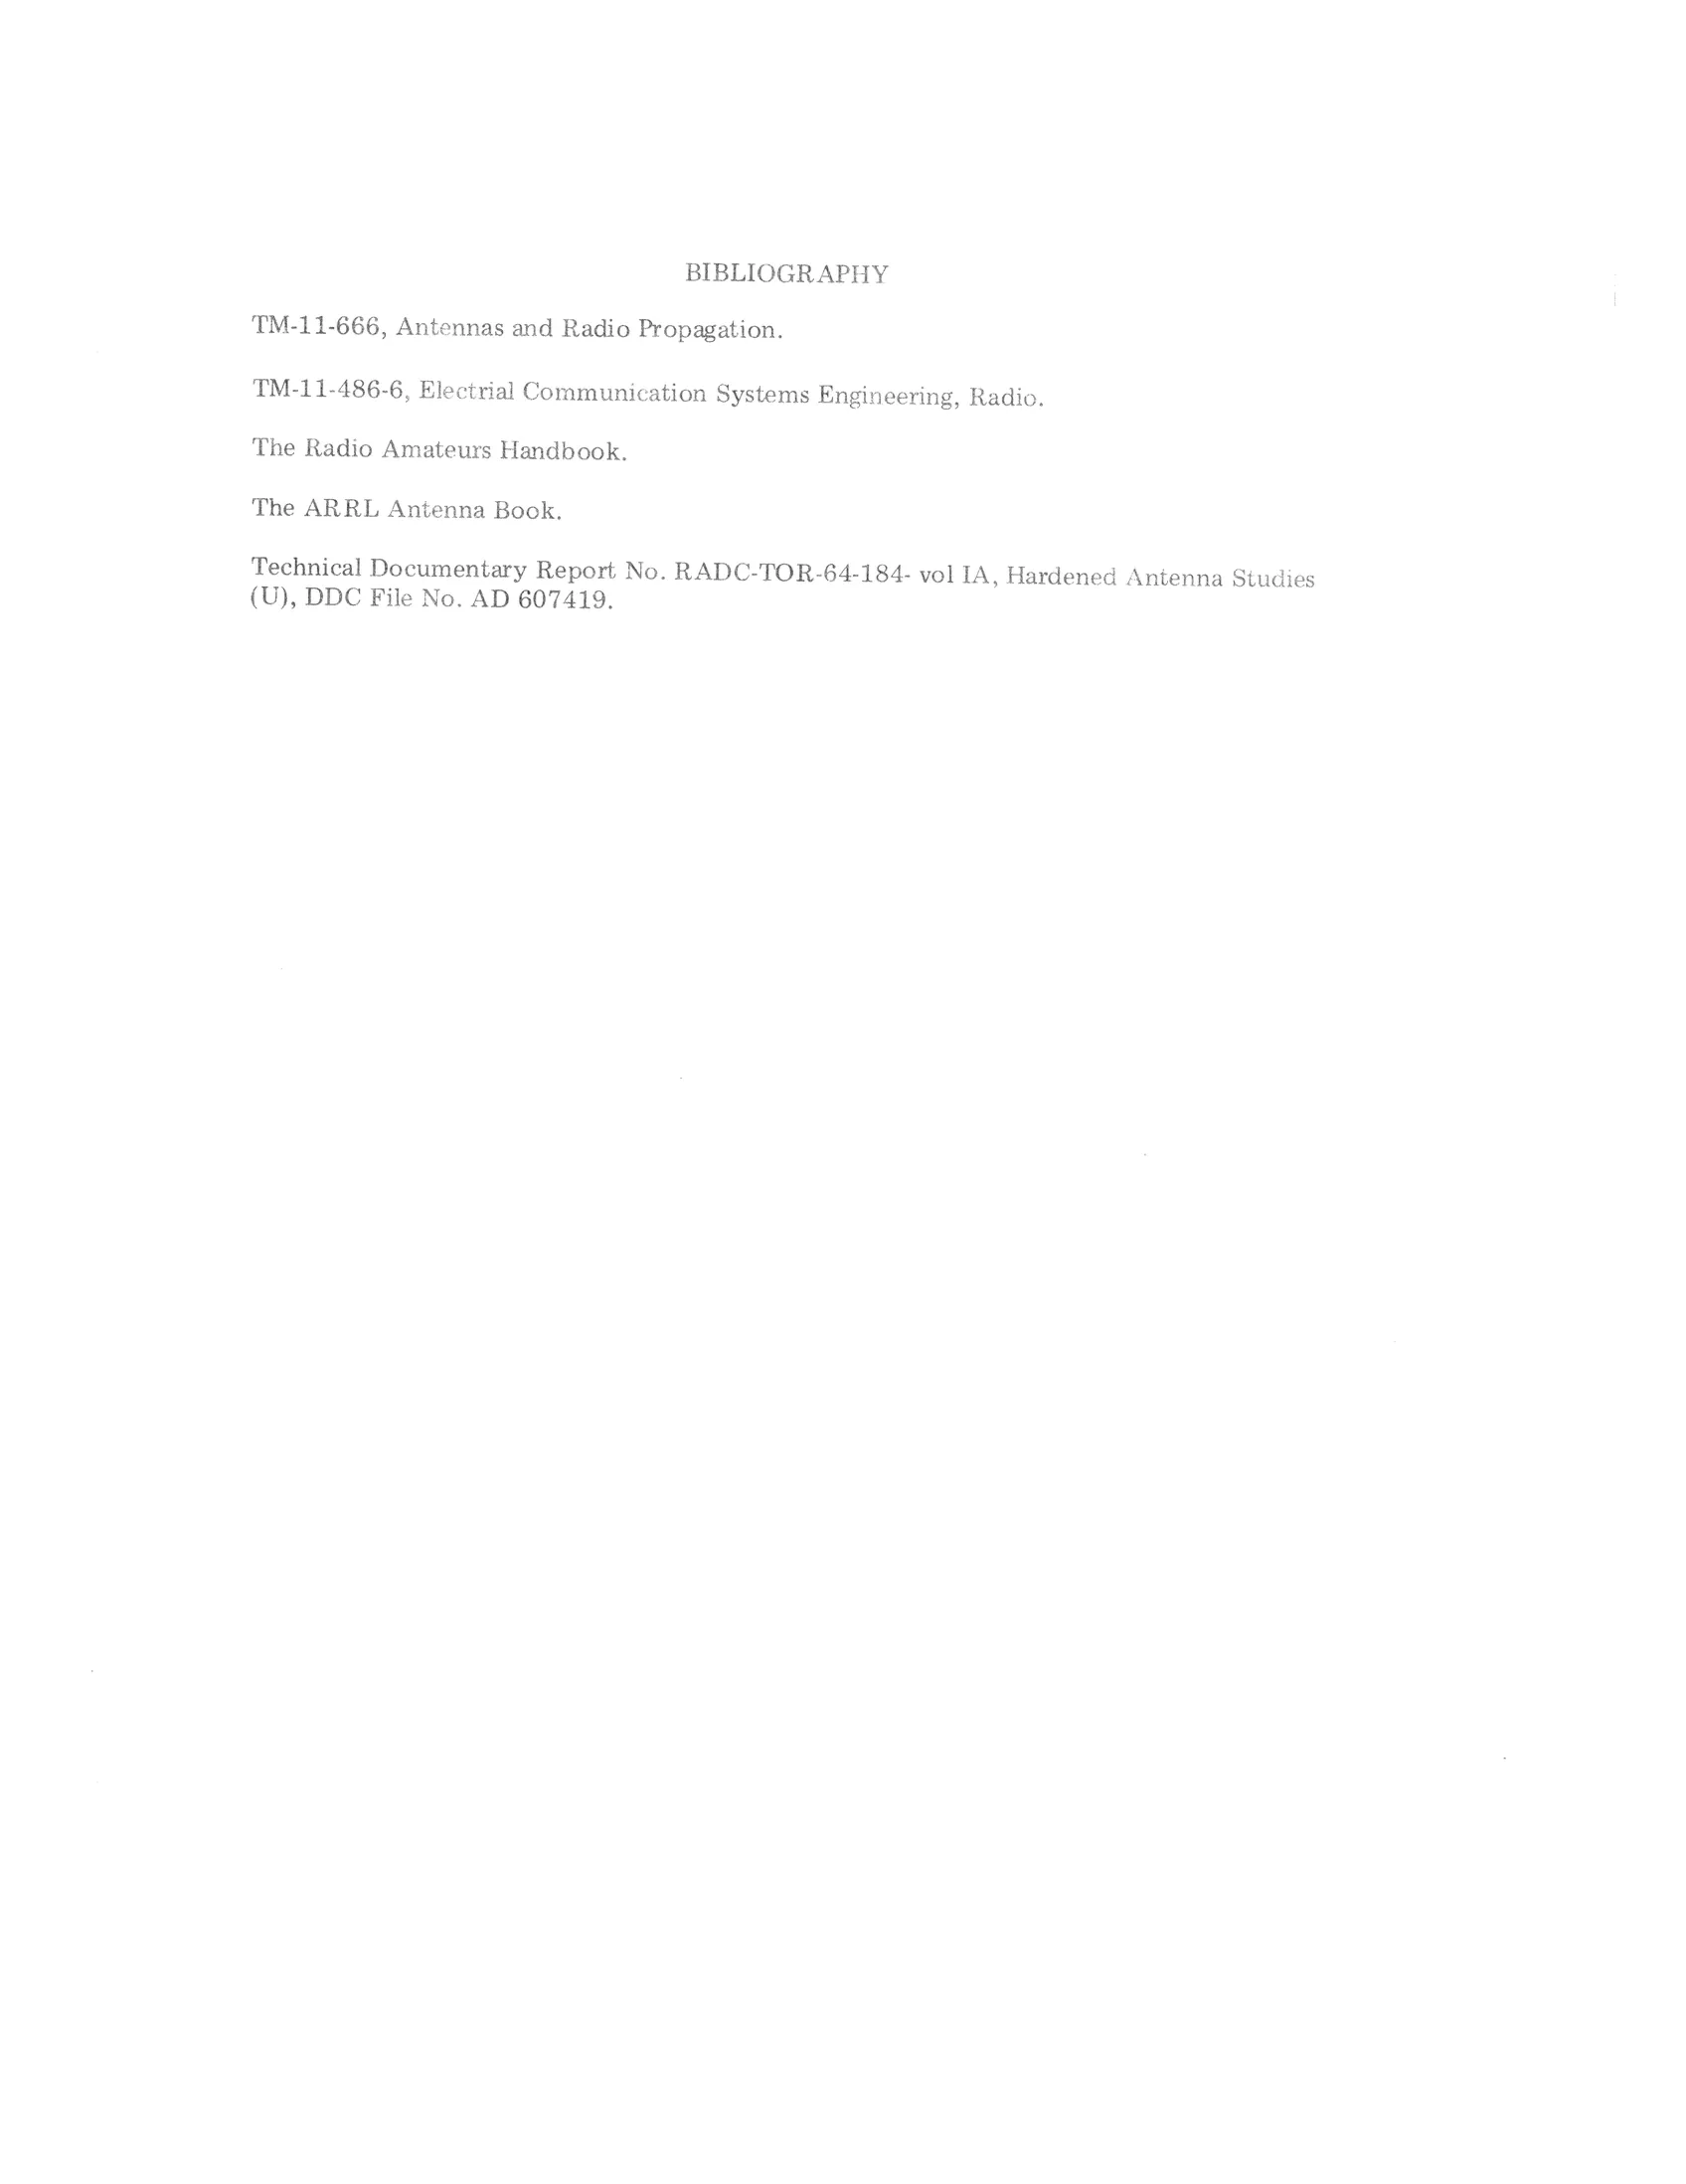 BIBLIOGRAPHY
TM-11-666, Antennas and Radio Propagation.
TM-11-486-6, Electrial Communication Systems Engineering, Radio.
The Radio Amateurs Handbook.
The ARRL Antenna Book.
Technical Documentary Report No. RADC-TOR-64-184- vol IA, Hardened Antenna Studies
(U), DDC File No. AD 607419.